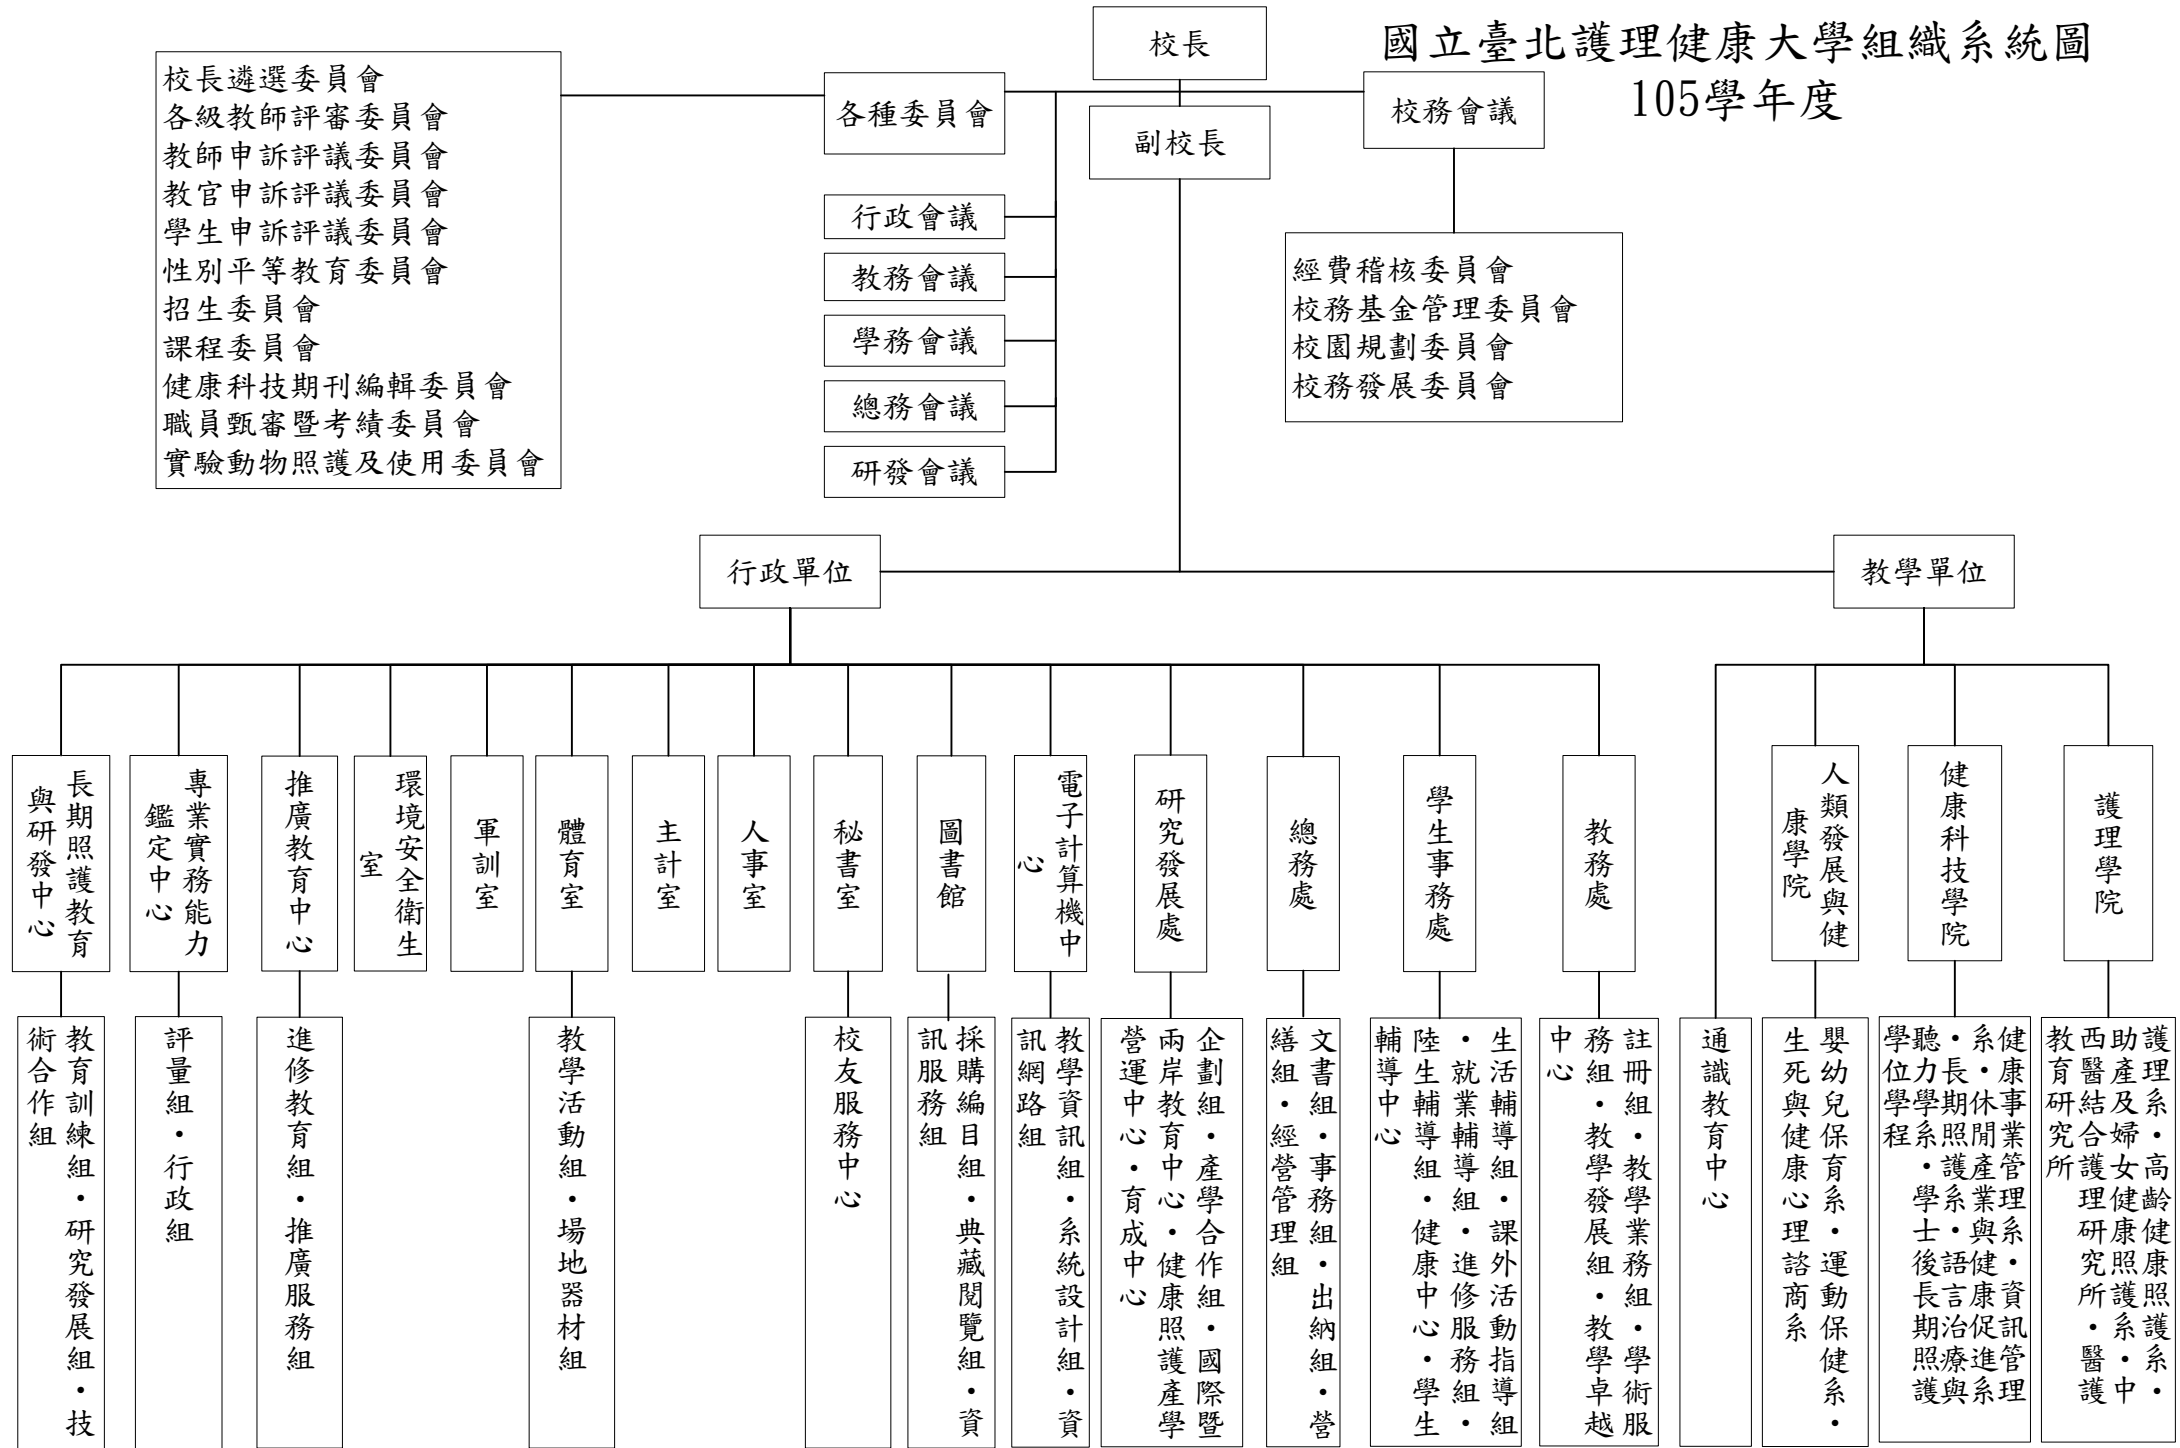 國立臺北護理健康大學組織系統圖
105學年度
校長
副校長
各種委員會
校長遴選委員會
各級教師評審委員會
教師申訴評議委員會
教官申訴評議委員會
學生申訴評議委員會
性別平等教育委員會
招生委員會
課程委員會
健康科技期刊編輯委員會
職員甄審暨考績委員會
實驗動物照護及使用委員會
校務會議
經費稽核委員會
校務基金管理委員會
校園規劃委員會
校務發展委員會
行政會議
教務會議
學務會議
總務會議
研發會議
行政單位
教學單位
長期照護教育
與研發中心
專業實務能力
鑑定中心
推廣教育中心
環境安全衛生
室
軍訓室
體育室
主計室
人事室
秘書室
圖書館
電子計算機中
心
研究發展處
總務處
學生事務處
教務處
人類發展與健
康學院
健康科技學院
護理學院
教育訓練組・研究發展組・技
術合作組
評量組・行政組
進修教育組・推廣服務組
教學活動組・場地器材組
校友服務中心
採購編目組・典藏閱覽組・資
訊服務組
教學資訊組・系統設計組・資
訊網路組
企劃組・產學合作組・國際暨
兩岸教育中心・健康照護產學
營運中心・育成中心
文書組・事務組・出納組・營
繕組・經營管理組
生活輔導組・課外活動指導組
・就業輔導組・進修服務組・
陸生輔導組・健康中心・學生
輔導中心
註冊組・教學業務組・學術服
務組・教學發展組・教學卓越
中心
通識教育中心
嬰幼兒保育系・運動保健系・
生死與健康心理諮商系
健康事業管理系・資訊管理
系・休閒產業與健康促進系
・長期照護系・語言治療與
聽力學系・學士後長期照護
學位學程
護理系・高齡健康照護系・
助產及婦女健康照護系・中
西醫結合護理研究所・醫護
教育研究所